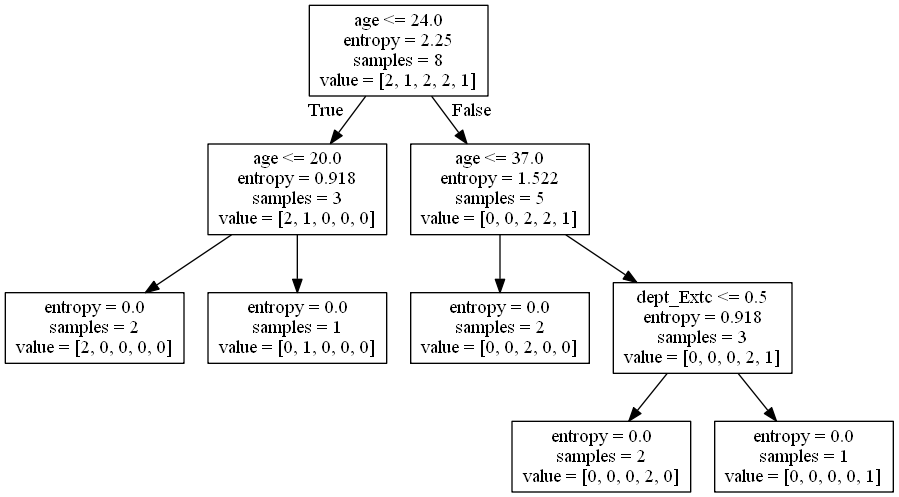 age <= 24.0
entropy = 2.25
samples = 8
value = [2, 1, 2, 2, 1]
True
False
age <= 20.0
entropy = 0.918
samples = 3
value = [2, 1, 0, 0, 0]
age <= 37.0
entropy = 1.522
samples = 5
value = [0, 0, 2, 2, 1]
entropy = 0.0
samples = 2
value = [2, 0, 0, 0, 0]
entropy = 0.0
samples = 1
value = [0, 1, 0, 0, 0]
entropy = 0.0
samples = 2
value = [0, 0, 2, 0, 0]
dept_Extc <= 0.5
entropy = 0.918
samples = 3
value = [0, 0, 0, 2, 1]
entropy = 0.0
samples = 2
value = [0, 0, 0, 2, 0]
entropy = 0.0
samples = 1
value = [0, 0, 0, 0, 1]